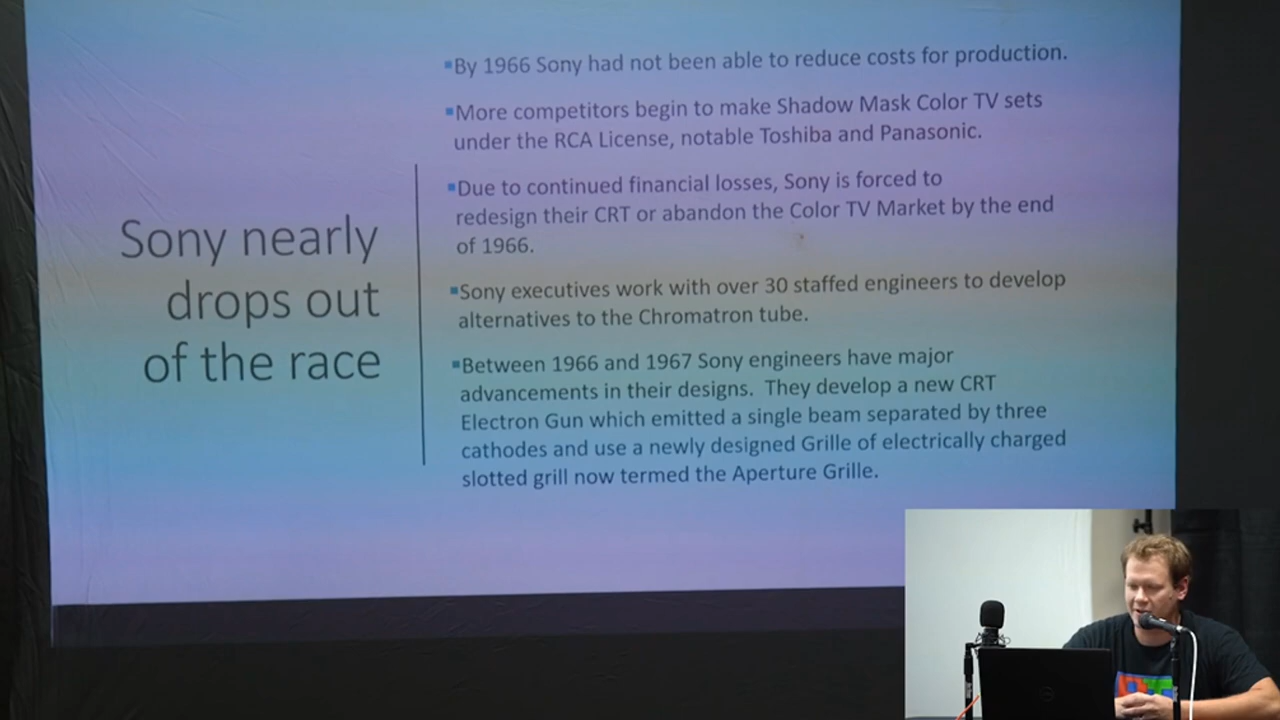 Sony nearly
drops out
of the race
▪By 1966 Sony had not been able to reduce costs for production.
▪More competitors begin to make Shadow Mask Color TV sets
under the RCA License, notable Toshiba and Panasonic.
▪Due to continued financial losses, Sony is forced to
redesign their CRT or abandon the Color TV Market by the end
of 1966.
▪Sony executives work with over 30 staffed engineers to develop
alternatives to the Chromatron tube.
▪Between 1966 and 1967 Sony engineers have major
advancements in their designs.  They develop a new CRT
Electron Gun which emitted a single beam separated by three
cathodes and use a newly designed Grille of electrically charged
slotted grill now termed the Aperture Grille.